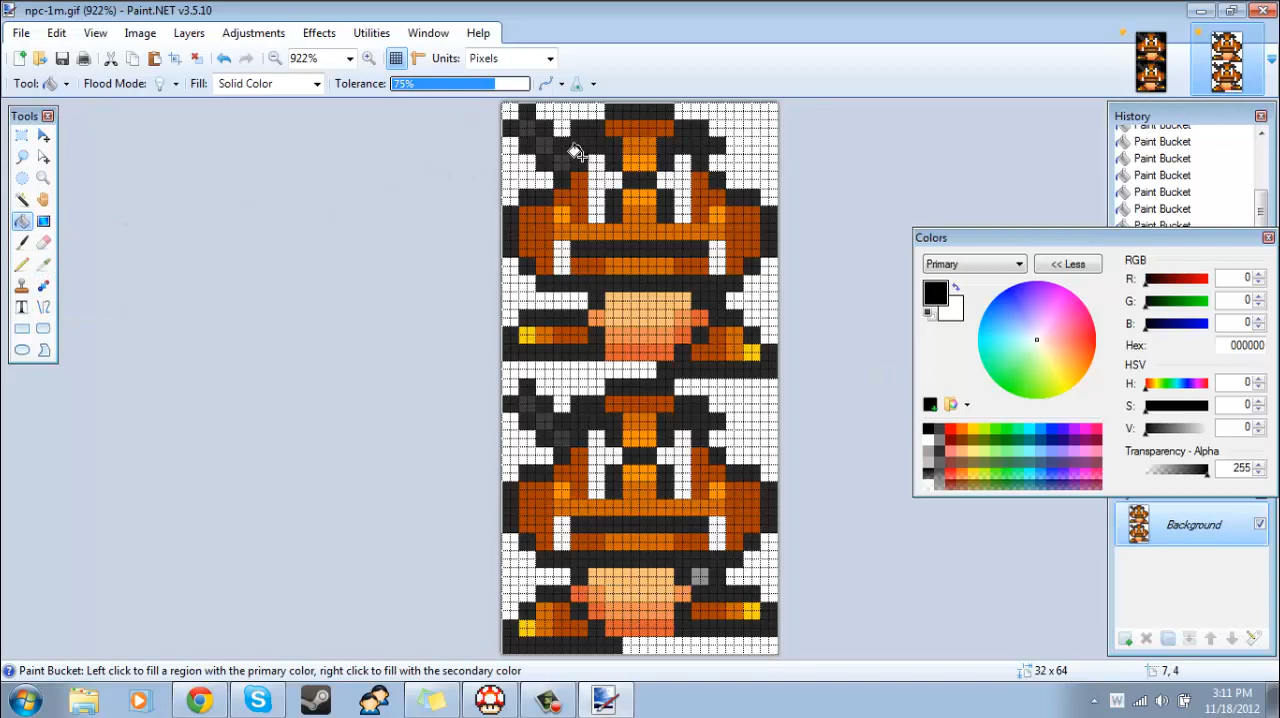 npc-1m.gif (922%) - Paint.NET v3.5.10
File Edit View Image Layers Adjustments Effects Utilities Window Help
922% Units: Pixels
Tool: Flood Mode: Fill: Solid Color Tolerance: 75%
Tools
History
Paint Bucket
Paint Bucket
Paint Bucket
Paint Bucket
Paint Bucket
Paint Bucket
Paint Bucket
Colors
Primary << Less
RGB
R: 0
G: 0
B: 0
Hex: 000000
HSV
H: 0
S: 0
V: 0
Transparency - Alpha
255
Background
Paint Bucket: Left click to fill a region with the primary color, right click to fill with the secondary color 32 x 64 7, 4
W 3:11 PM
11/18/2012